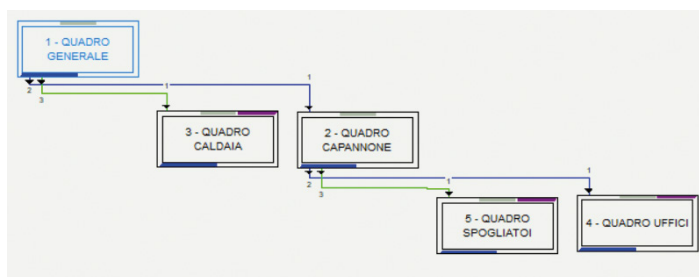 1 - QUADRO
GENERALE
2
3
1
1
3 - QUADRO
CALDAIA
2 - QUADRO
CAPANNONE
2
3
1
1
5 - QUADRO
SPOGLIATOI
4 - QUADRO UFFICI